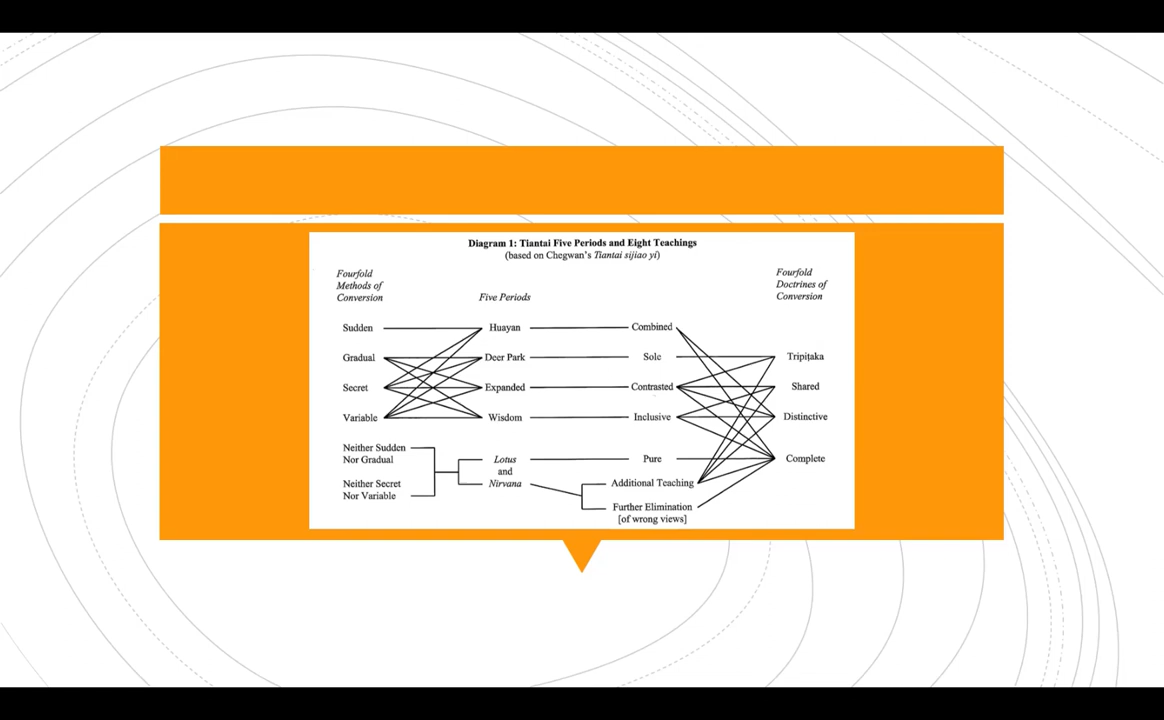 Diagram 1: Tiantai Five Periods and Eight Teachings
(based on Chegwan's Tiantai sijiao yi)
Fourfold
Methods of
Conversion
Five Periods
Fourfold
Doctrines of
Conversion
Sudden
Huayan
Combined
Gradual
Deer Park
Sole
Tripiṭaka
Secret
Expanded
Contrasted
Shared
Variable
Wisdom
Inclusive
Distinctive
Neither Sudden
Nor Gradual
Lotus
and
Nirvana
Pure
Complete
Neither Secret
Nor Variable
Additional Teaching
Further Elimination
[of wrong views]